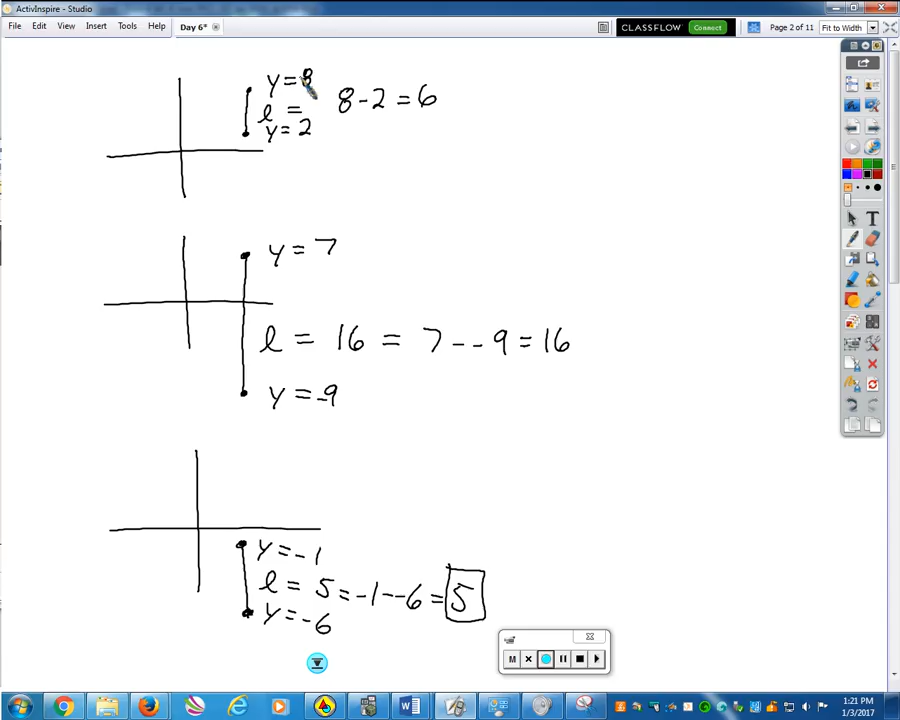 ActivInspire - Studio
File Edit View Insert Tools Help
Day 6*
CLASSFLOW Connect
Page 2 of 11
Fit to Width
y = 8
l = 8 - 2 = 6
y = 2
y = 7
l = 16 = 7 - - 9 = 16
y = -9
y = -1
l = 5 = -1 - -6 = 5
y = -6
M
T
W
1:21 PM
1/3/2017